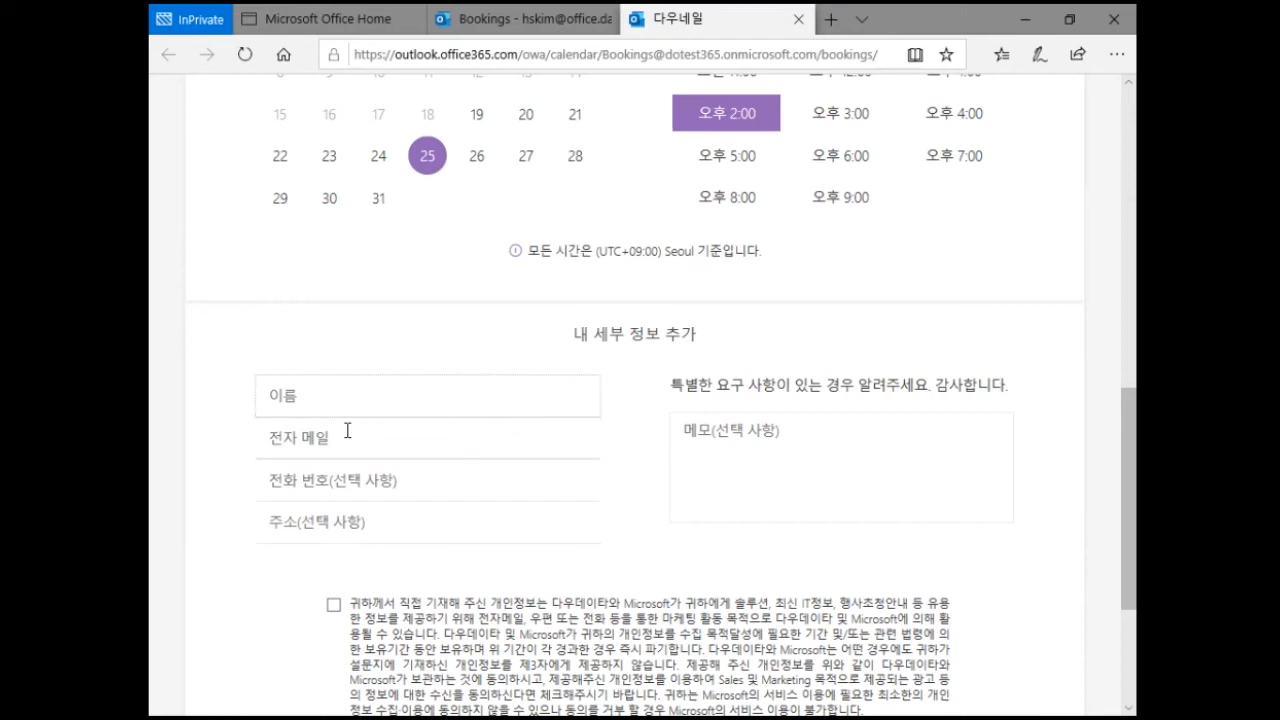 InPrivate
Microsoft Office Home
Bookings - hskim@office.da
다우네일
https://outlook.office365.com/owa/calendar/Bookings@dotest365.onmicrosoft.com/bookings/
15 16 17 18 19 20 21
오후 2:00 오후 3:00 오후 4:00
22 23 24 25 26 27 28
오후 5:00 오후 6:00 오후 7:00
29 30 31
오후 8:00 오후 9:00
모든 시간은 (UTC+09:00) Seoul 기준입니다.
내 세부 정보 추가
이름
전자 메일
전화 번호(선택 사항)
주소(선택 사항)
특별한 요구 사항이 있는 경우 알려주세요. 감사합니다.
메모(선택 사항)
귀하께서 직접 기재해 주신 개인정보는 다우데이타와 Microsoft가 귀하에게 솔루션, 최신 IT정보, 행사초청안내 등 유용
한 정보를 제공하기 위해 전자메일, 우편 또는 전화 등을 통한 마케팅 활동 목적으로 다우데이타 및 Microsoft에 의해 활
용될 수 있습니다. 다우데이타 및 Microsoft가 귀하의 개인정보를 수집 목적달성에 필요한 기간 및/또는 관련 법령에 의
한 보유기간 동안 보유하며 위 기간이 각 경과한 경우 즉시 파기합니다. 다우데이타와 Microsoft는 어떤 경우에도 귀하가
설문지에 기재하신 개인정보를 제3자에게 제공하지 않습니다. 제공해 주신 개인정보를 위와 같이 다우데이타와
Microsoft가 보관하는 것에 동의하시고, 제공해주신 개인정보를 이용하여 Sales 및 Marketing 목적으로 제공되는 광고 등
의 정보에 대한 수신을 동의하신다면 체크해주시기 바랍니다. 귀하는 Microsoft의 서비스 이용에 필요한 최소한의 개인
정보 수집·이용에 동의하지 않을 수 있으나 동의를 거부 할 경우 Microsoft의 서비스 이용이 불가합니다.